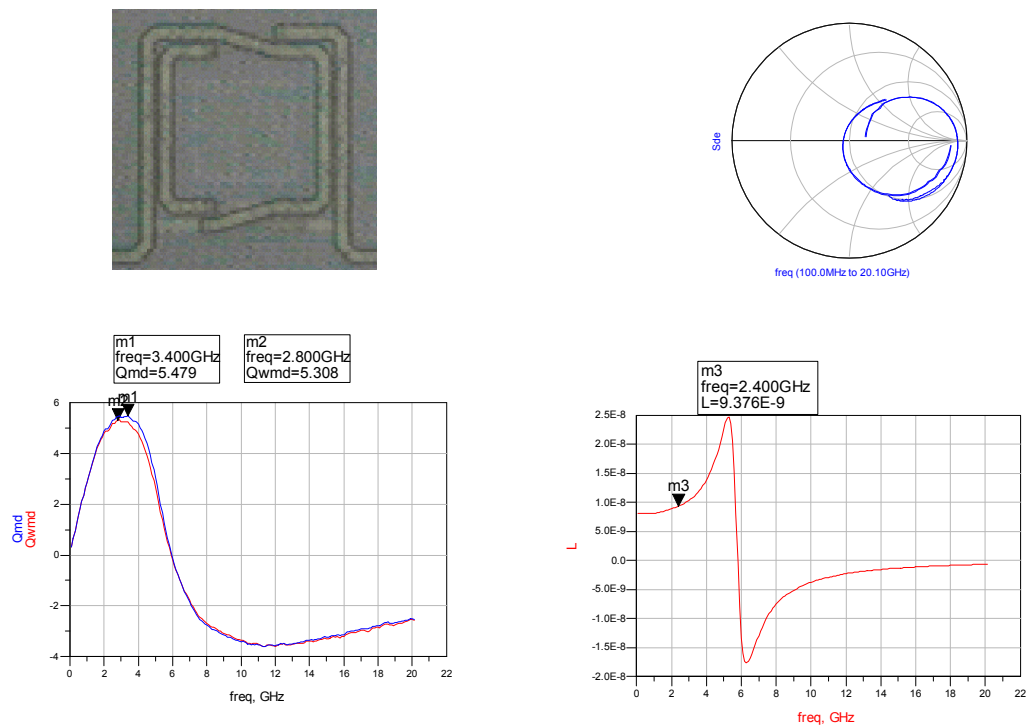 Sde
freq (100.0MHz to 20.10GHz)
m1
freq=3.400GHz
Qmd=5.479
m2
freq=2.800GHz
Qwmd=5.308
m2
m1
6
4
2
0
-2
-4
0
2
4
6
8
10
12
14
16
18
20
22
Qmd
Qwmd
freq, GHz
m3
freq=2.400GHz
L=9.376E-9
m3
2.5E-8
2.0E-8
1.5E-8
1.0E-8
5.0E-9
0.0
-5.0E-9
-1.0E-8
-1.5E-8
-2.0E-8
0
2
4
6
8
10
12
14
16
18
20
22
L
freq, GHz